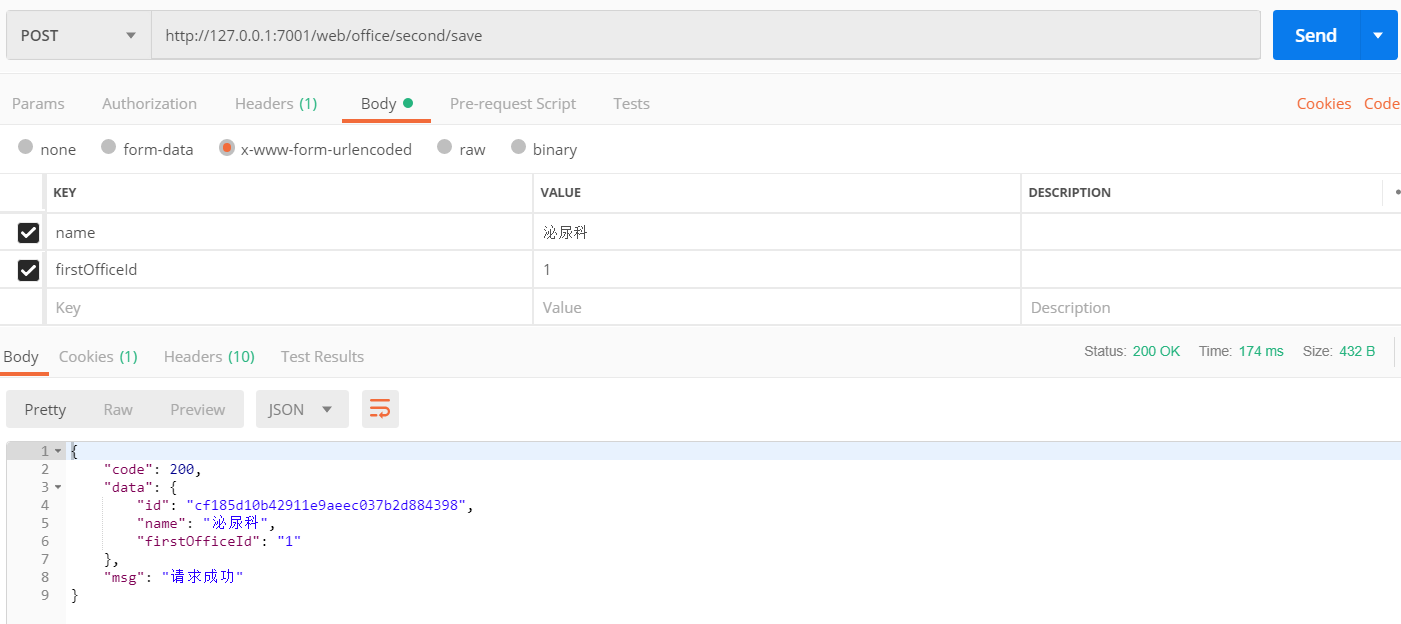 POST http://127.0.0.1:7001/web/office/second/save Send
Params Authorization Headers (1) Body Pre-request Script Tests Cookies Code
none form-data x-www-form-urlencoded raw binary
KEY VALUE DESCRIPTION
name 泌尿科
firstOfficeId 1
Key Value Description
Body Cookies (1) Headers (10) Test Results Status: 200 OK Time: 174 ms Size: 432 B
Pretty Raw Preview JSON
1 {
2 "code": 200,
3 "data": {
4 "id": "cf185d10b42911e9aeec037b2d884398",
5 "name": "泌尿科",
6 "firstOfficeId": "1"
7 },
8 "msg": "请求成功"
9 }